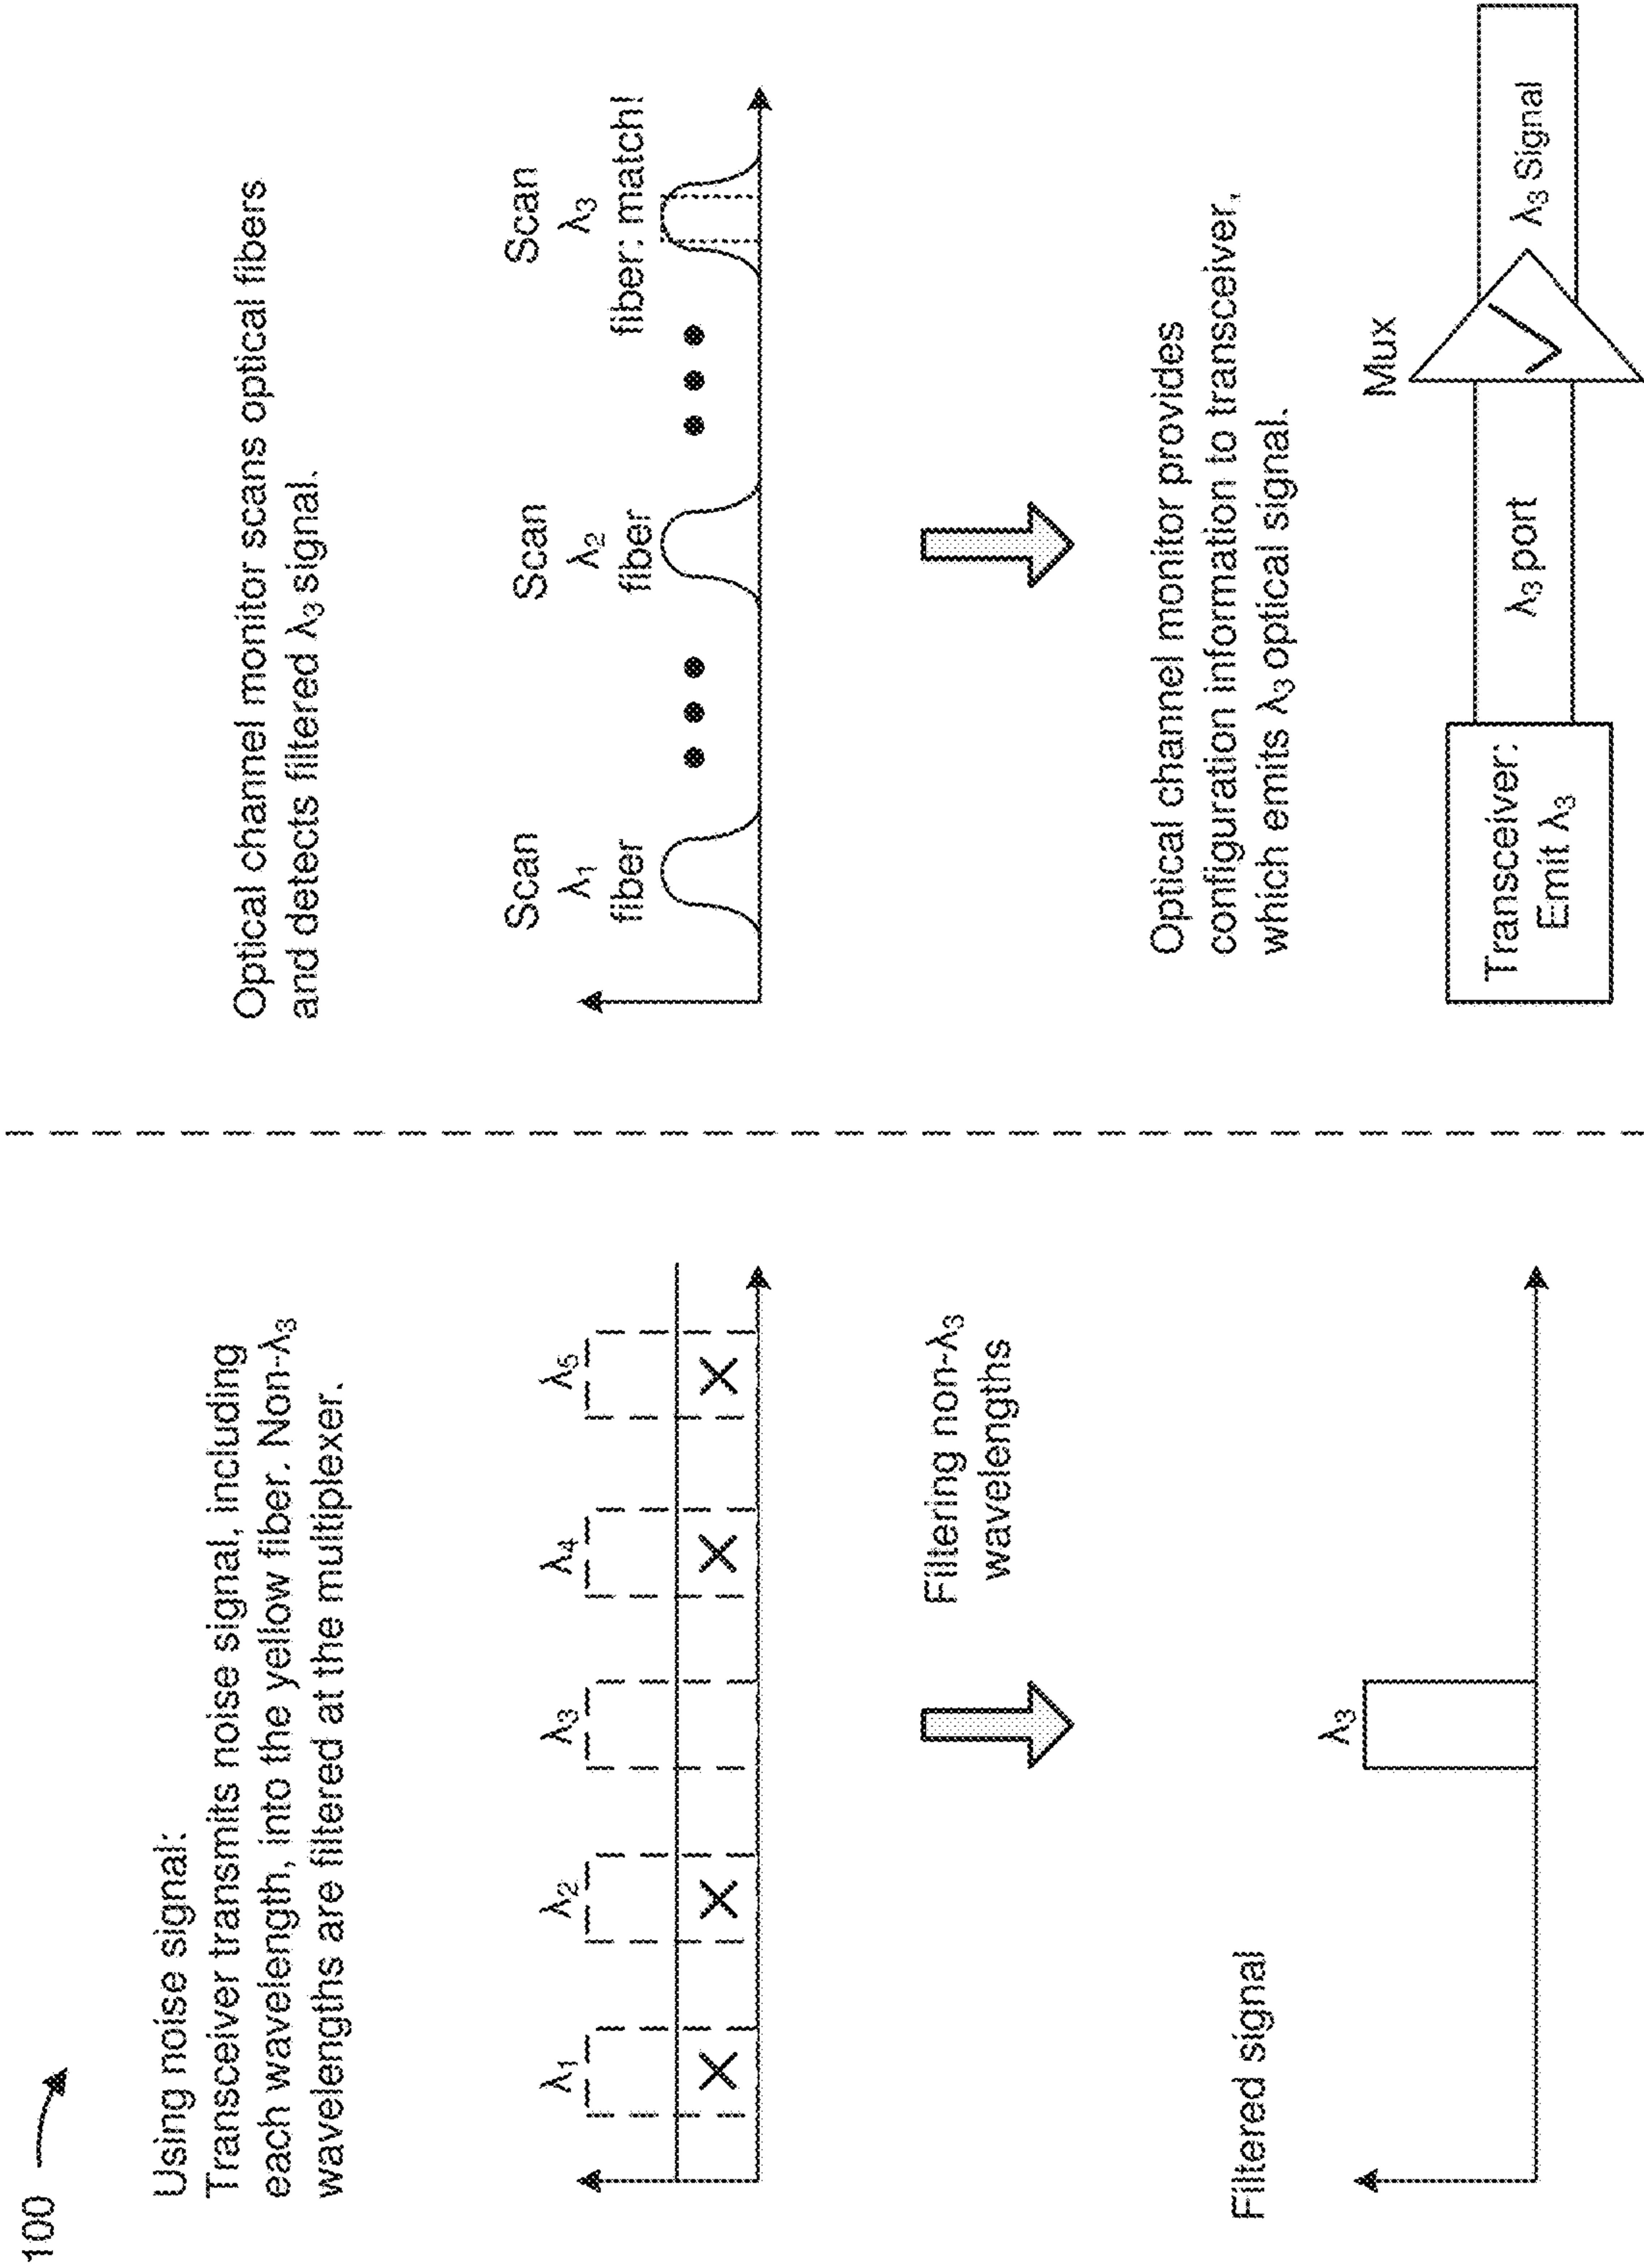 100
Using noise signal:
Transceiver transmits noise signal, including
each wavelength, into the yellow fiber. Non-λ₃
wavelengths are filtered at the multiplexer.
λ₁
λ₂
λ₃
λ₄
λ₅
Filtering non-λ₃
wavelengths
Filtered signal
λ₃
Optical channel monitor scans optical fibers
and detects filtered λ₃ signal.
Scan
λ₁
fiber
Scan
λ₂
fiber
Scan
λ₃
fiber: match!
Optical channel monitor provides
configuration information to transceiver,
which emits λ₃ optical signal.
Transceiver:
Emit λ₃
λ₃ port
Mux
λ₃ Signal